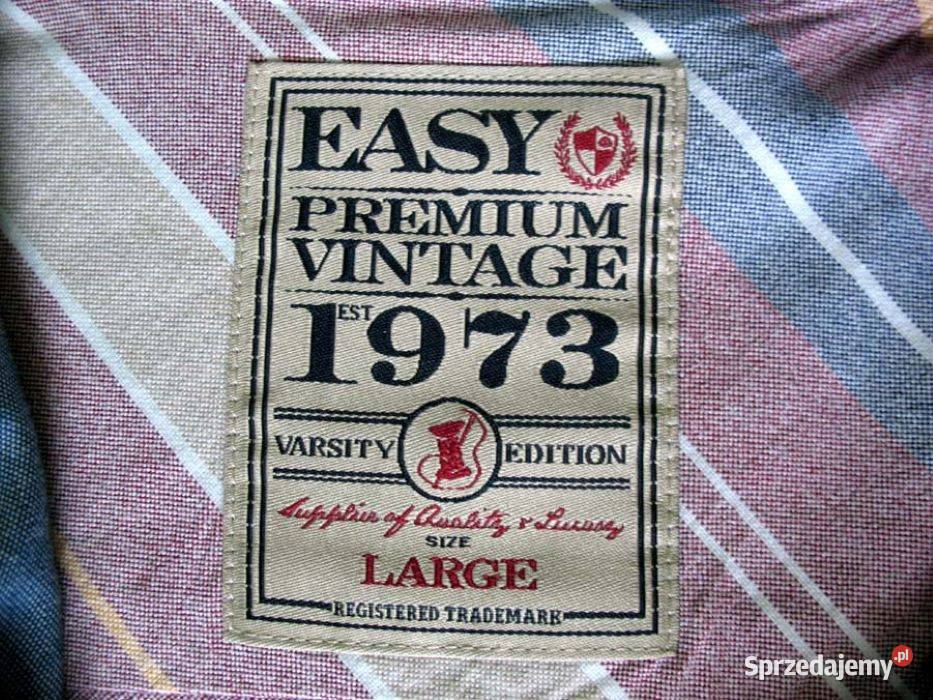 EASY
PREMIUM
VINTAGE
EST
1973
VARSITY EDITION
Supplier of Quality & Luxury
SIZE
LARGE
REGISTERED TRADEMARK
Sprzedajemy.pl